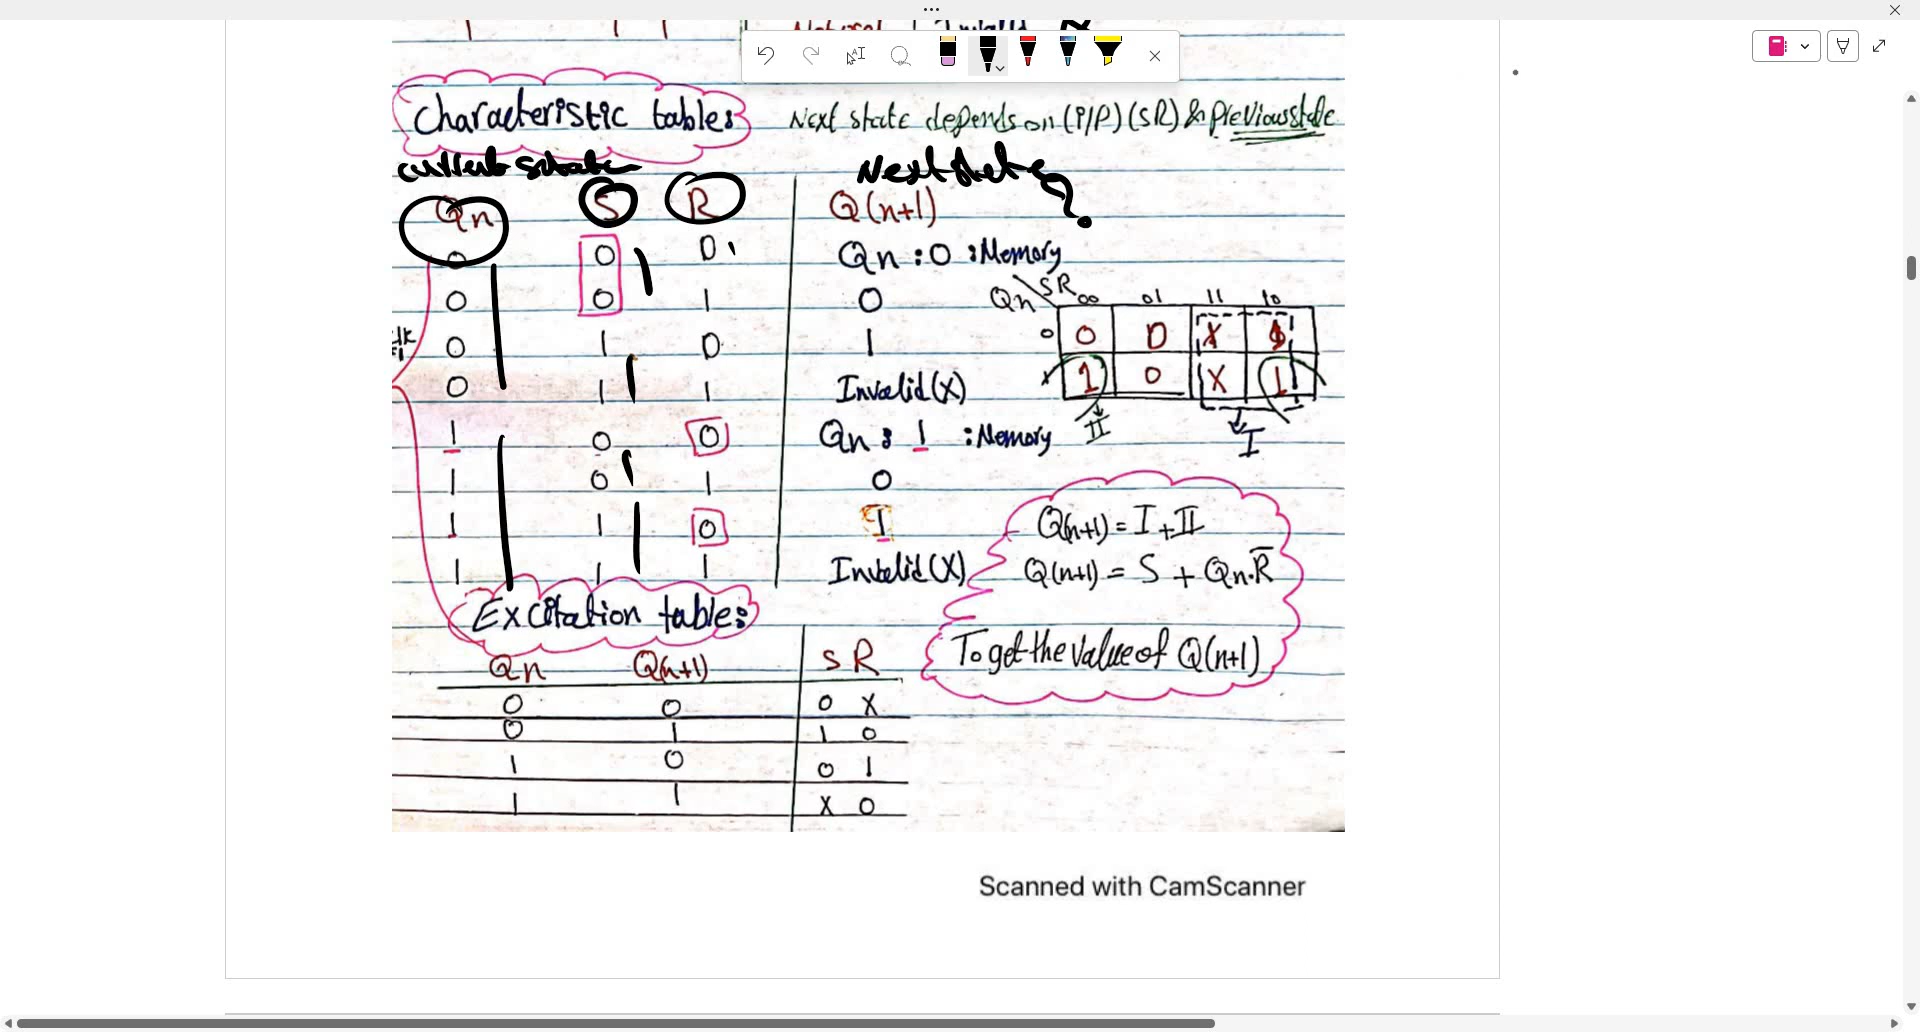 Characteristic table:
Next state depends on (I/P) (SR) & previous state
current state
Next state ?
Qn S R Q(n+1)
0 0 0 Qn : 0 : Memory
0 0 1 0
0 1 0 1
0 1 1 Invalid (X)
1 0 0 Qn : 1 : Memory
1 0 1 0
1 1 0 1
1 1 1 Invalid (X)
Qn SR 00 01 11 10
0 0 0 X 1
1 1 0 X 1
II
I
Q(n+1) = I + II
Q(n+1) = S + Qn.R̅
To get the value of Q(n+1)
Excitation table:
Qn Q(n+1) S R
0 0 0 X
0 1 1 0
1 0 0 1
1 1 X 0
Scanned with CamScanner